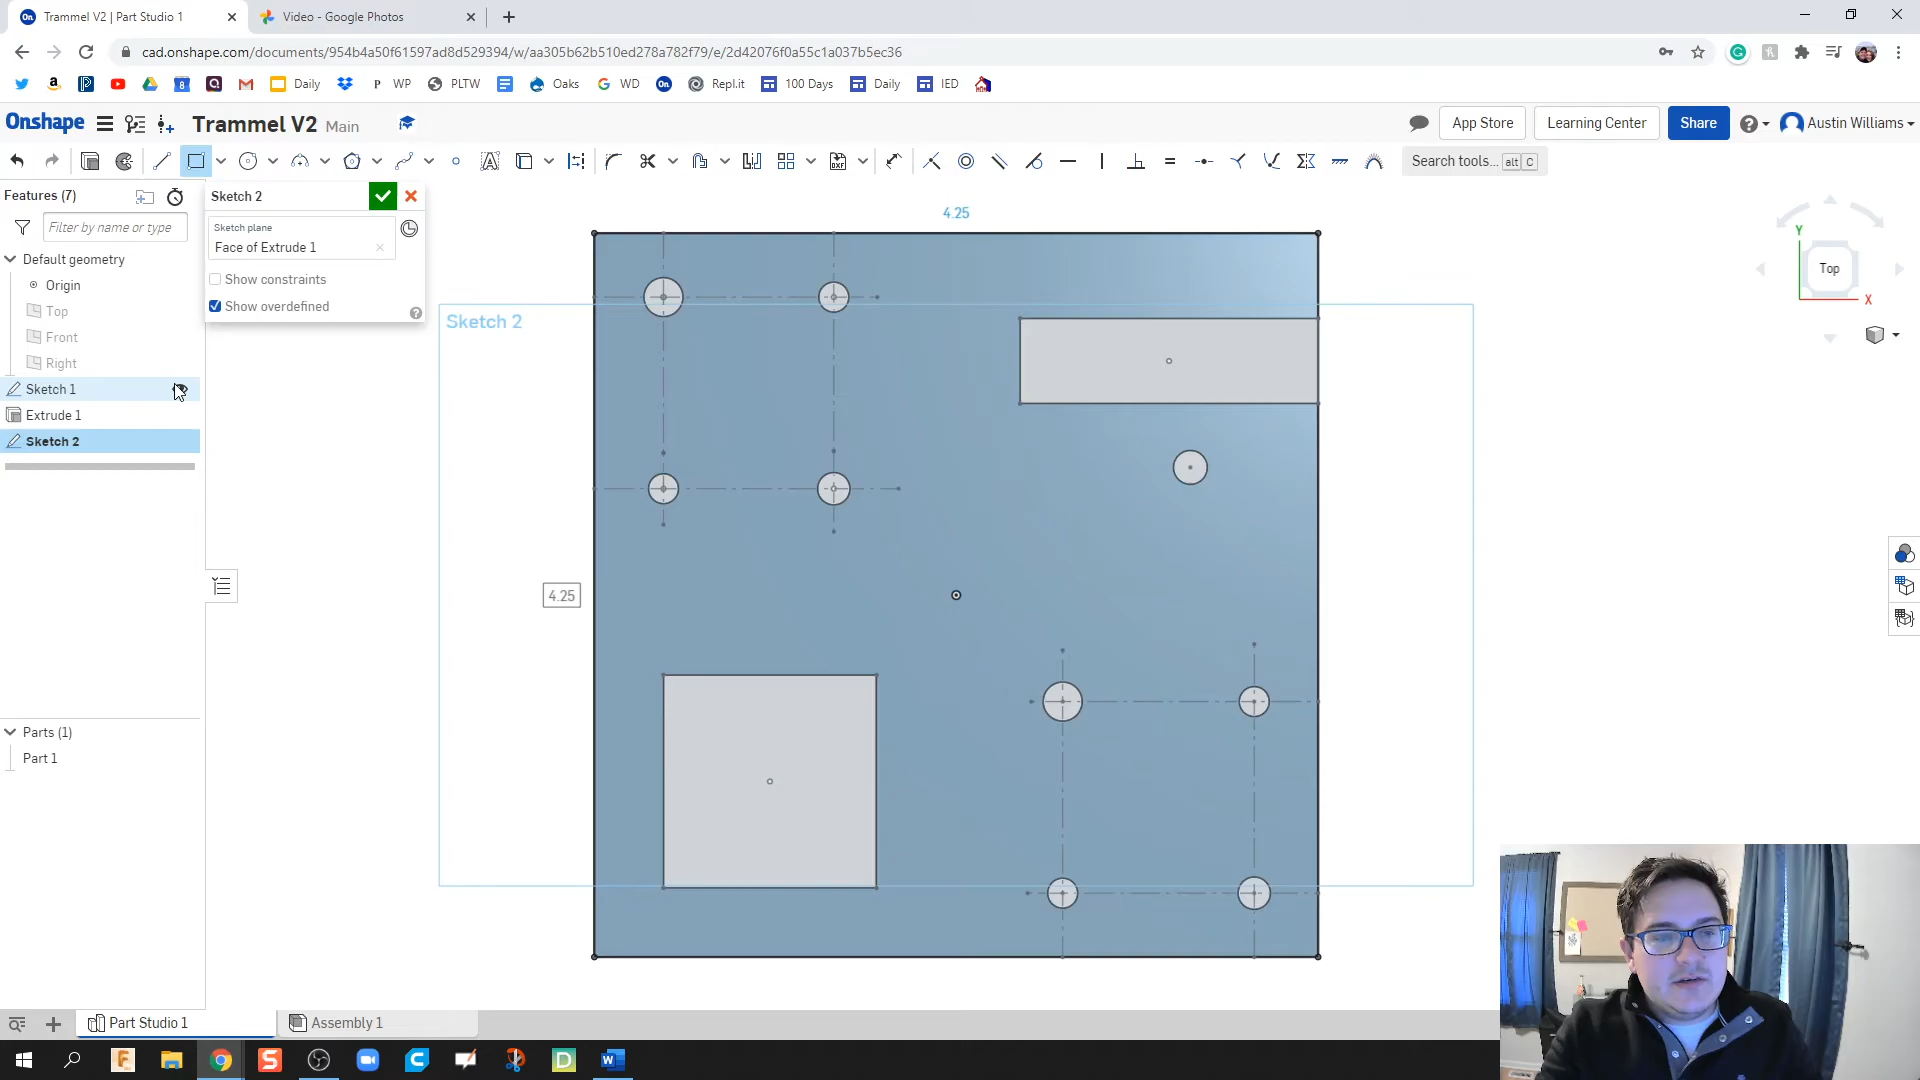 Trammel V2 | Part Studio 1
Video - Google Photos
cad.onshape.com/documents/954b4a50f61597ad8d529394/w/aa305b62b510ed278a782f79/e/2d42076f0a55c1a037b5ec36
Daily
P WP
PLTW
Oaks
WD
Repl.it
100 Days
Daily
IED
Onshape
Trammel V2 Main
App Store
Learning Center
Share
Austin Williams
Search tools... alt C
Features (7)
Filter by name or type
Default geometry
Origin
Top
Front
Right
Sketch 1
Extrude 1
Sketch 2
Sketch 2
Sketch plane
Face of Extrude 1
Show constraints
Show overdefined
4.25
Sketch 2
4.25
Y
Top
X
Parts (1)
Part 1
Part Studio 1
Assembly 1